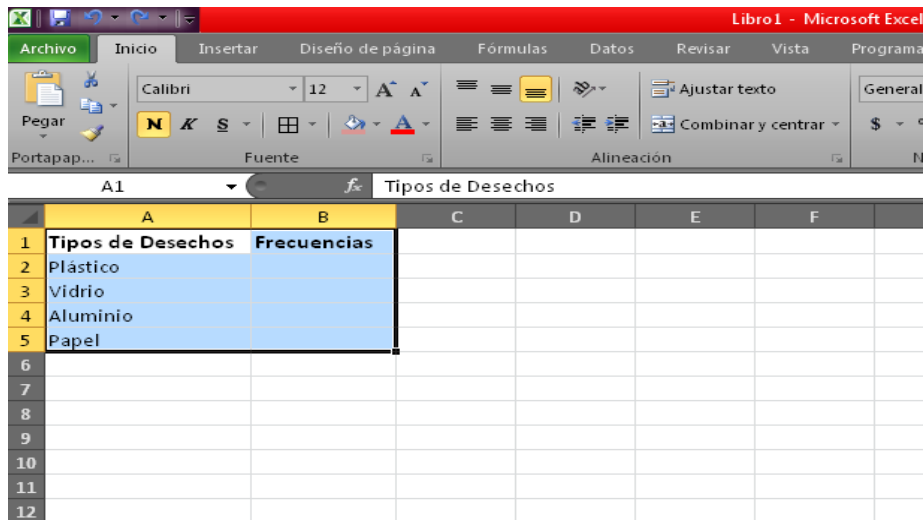 Libro1 - Microsoft Excel
Archivo Inicio Insertar Diseño de página Fórmulas Datos Revisar Vista Programa
Calibri 12 A A Ajustar texto General
Pegar N K S A Combinar y centrar $
Portapap... Fuente Alineación N
A1 fx Tipos de Desechos
A B C D E F
1 Tipos de Desechos Frecuencias
2 Plástico
3 Vidrio
4 Aluminio
5 Papel
6
7
8
9
10
11
12